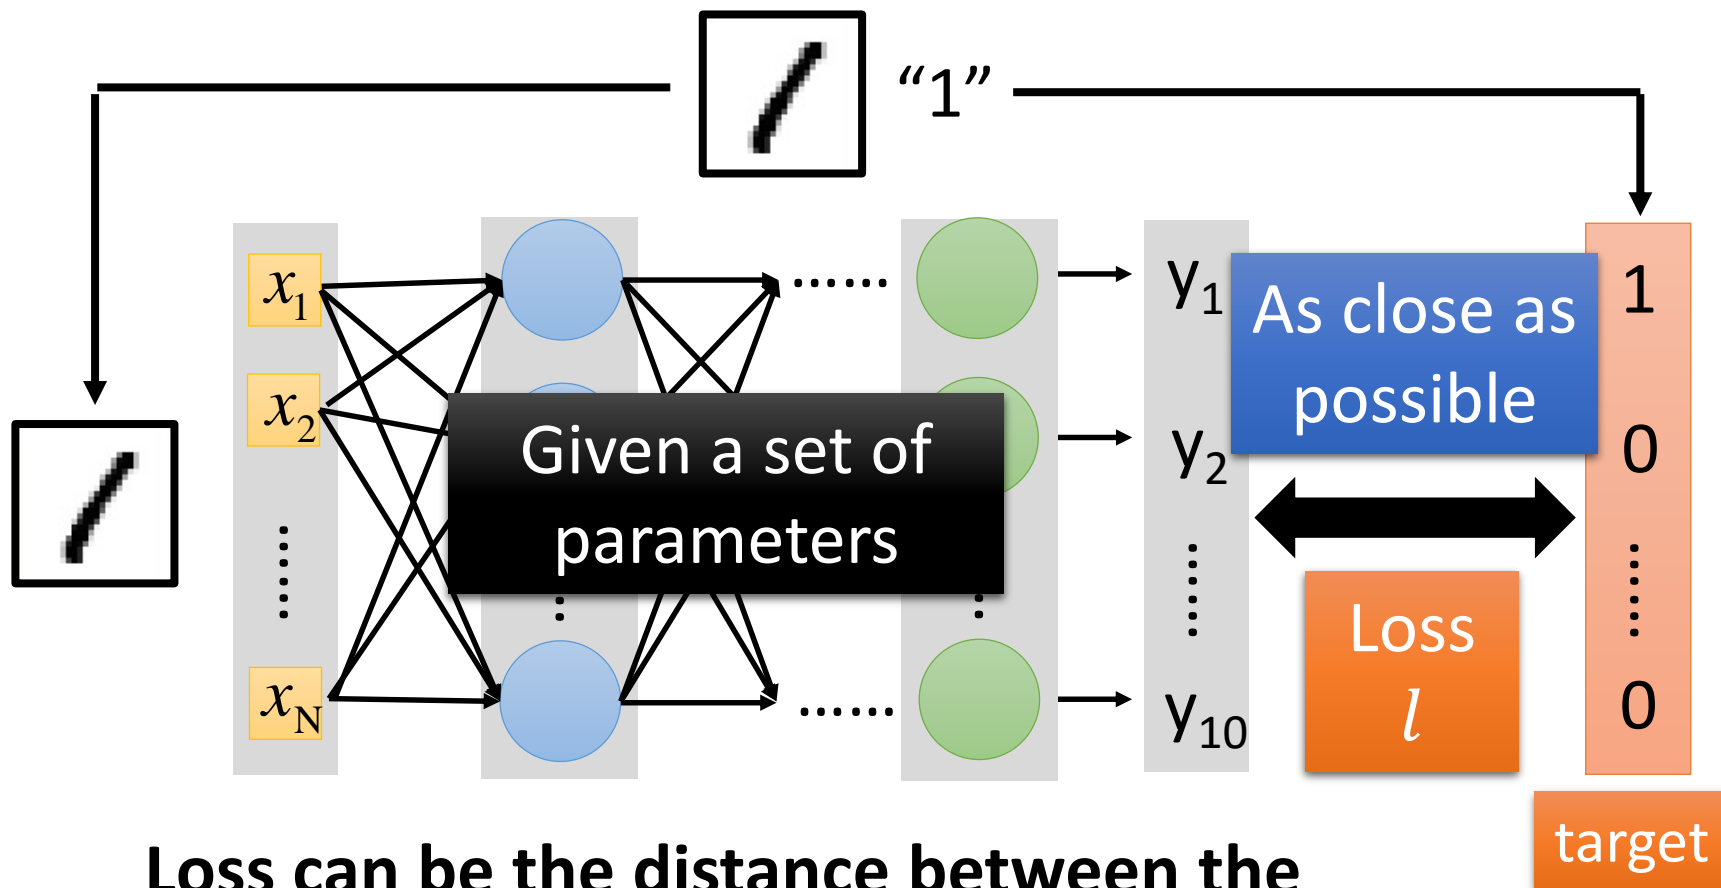 “1”
x1
x2
xN
Given a set of
parameters
y1
y2
y10
As close as
possible
Loss
l
1
0
0
target
Loss can be the distance between the